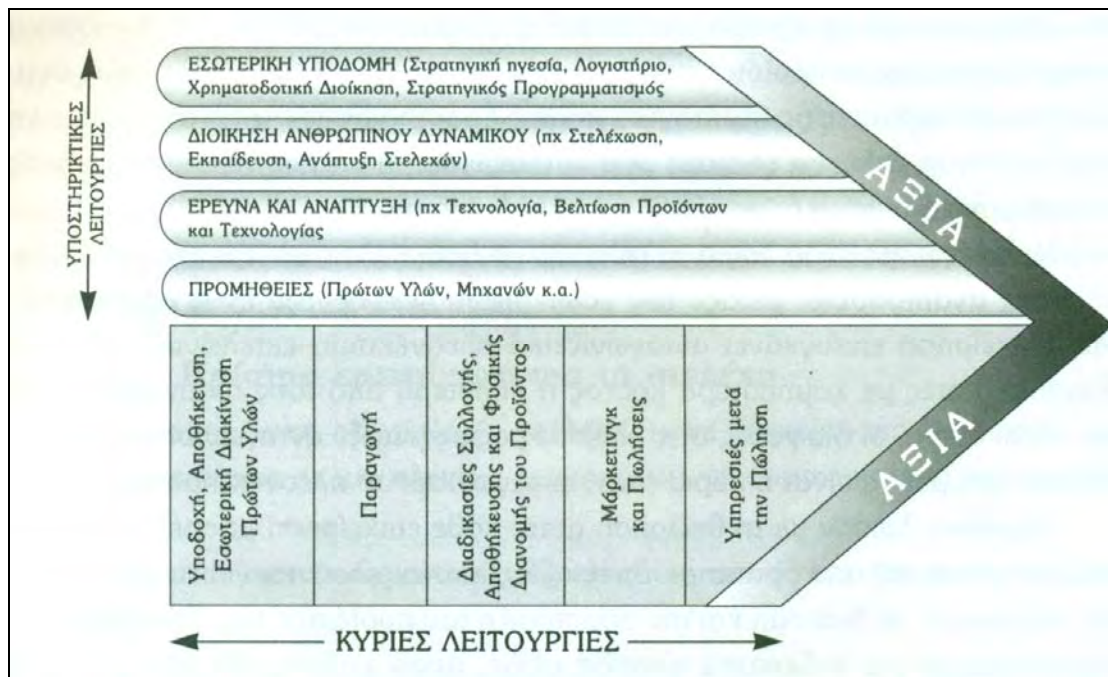 ΥΠΟΣΤΗΡΙΚΤΙΚΕΣ
ΛΕΙΤΟΥΡΓΙΕΣ
ΕΣΩΤΕΡΙΚΗ ΥΠΟΔΟΜΗ (Στρατηγική ηγεσία, Λογιστήριο,
Χρηματοδοτική Διοίκηση, Στρατηγικός Προγραμματισμός
ΔΙΟΙΚΗΣΗ ΑΝΘΡΩΠΙΝΟΥ ΔΥΝΑΜΙΚΟΥ (πχ Στελέχωση,
Εκπαίδευση, Ανάπτυξη Στελεχών)
ΕΡΕΥΝΑ ΚΑΙ ΑΝΑΠΤΥΞΗ (πχ Τεχνολογία, Βελτίωση Προϊόντων
και Τεχνολογίας
ΠΡΟΜΗΘΕΙΕΣ (Πρώτων Υλών, Μηχανών κ.α.)
Υποδοχή, Αποθήκευση,
Εσωτερική Διακίνηση
Πρώτων Υλών
Παραγωγή
Διαδικασίες Συλλογής,
Αποθήκευσης και Φυσικής
Διανομής του Προϊόντος
Μάρκετινγκ
και Πωλήσεις
Υπηρεσίές μετά
την Πώληση
ΑΞΙΑ
ΑΞΙΑ
ΚΥΡΙΕΣ ΛΕΙΤΟΥΡΓΙΕΣ